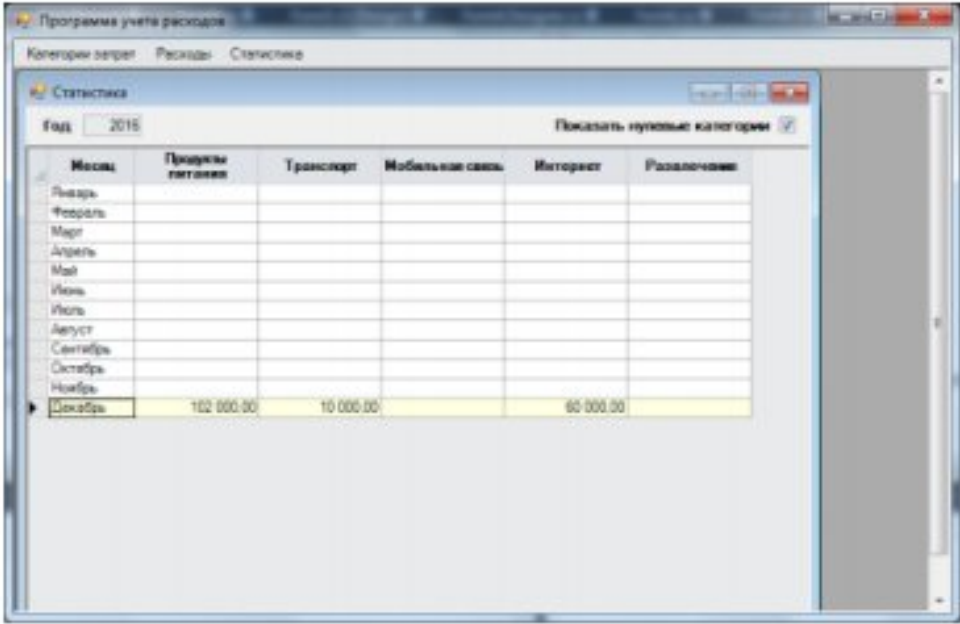 Программа учета расходов
Категории затрат Расходы Статистика
Статистика
Год 2016 Показать нулевые категории
Месяц Продукты питания Транспорт Мобильная связь Интернет Развлечения
Январь
Февраль
Март
Апрель
Май
Июнь
Июль
Август
Сентябрь
Октябрь
Ноябрь
Декабрь 102 000,00 10 000,00 60 000,00